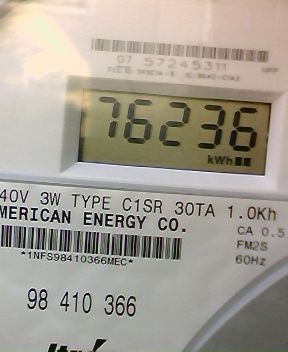 07 57245311
76236
kWh
40V 3W TYPE C1SR 30TA 1.0Kh
MERICAN ENERGY CO.
CA 0.5
FM2S
60Hz
*1NFS98410366MEC*
98 410 366